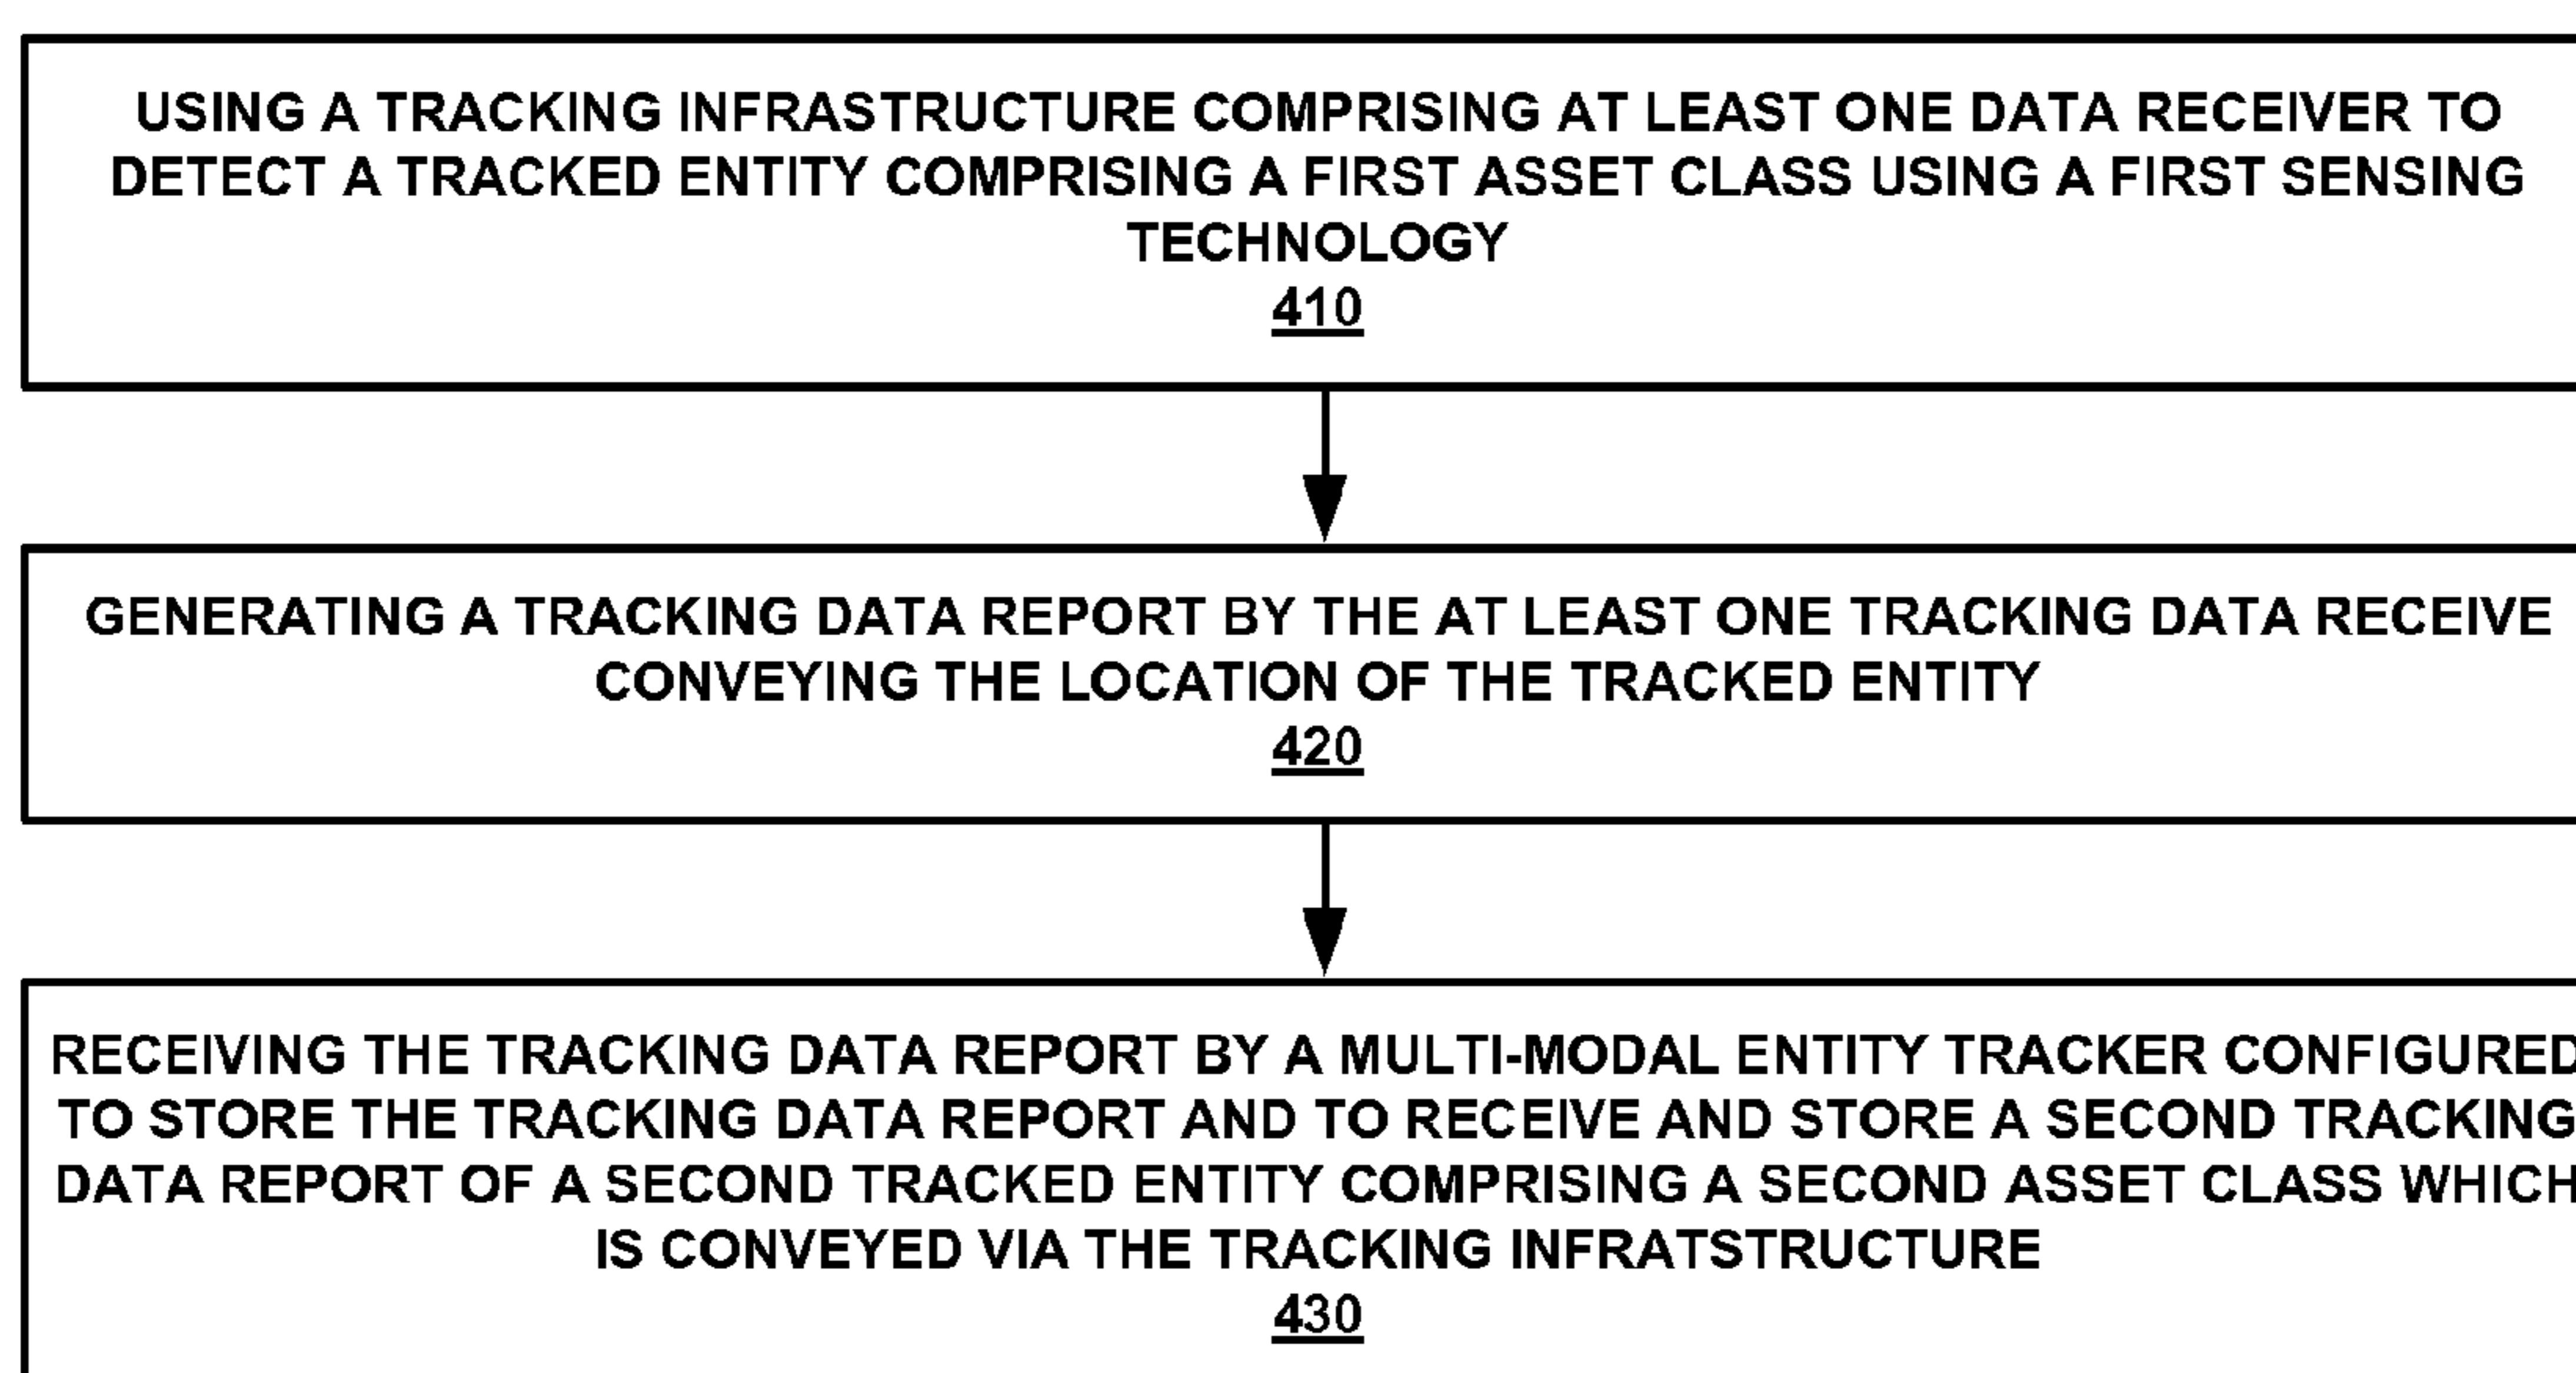 USING A TRACKING INFRASTRUCTURE COMPRISING AT LEAST ONE DATA RECEIVER TO
DETECT A TRACKED ENTITY COMPRISING A FIRST ASSET CLASS USING A FIRST SENSING
TECHNOLOGY
410
GENERATING A TRACKING DATA REPORT BY THE AT LEAST ONE TRACKING DATA RECEIVE
CONVEYING THE LOCATION OF THE TRACKED ENTITY
420
RECEIVING THE TRACKING DATA REPORT BY A MULTI-MODAL ENTITY TRACKER CONFIGURED
TO STORE THE TRACKING DATA REPORT AND TO RECEIVE AND STORE A SECOND TRACKING
DATA REPORT OF A SECOND TRACKED ENTITY COMPRISING A SECOND ASSET CLASS WHICH
IS CONVEYED VIA THE TRACKING INFRATSTRUCTURE
430